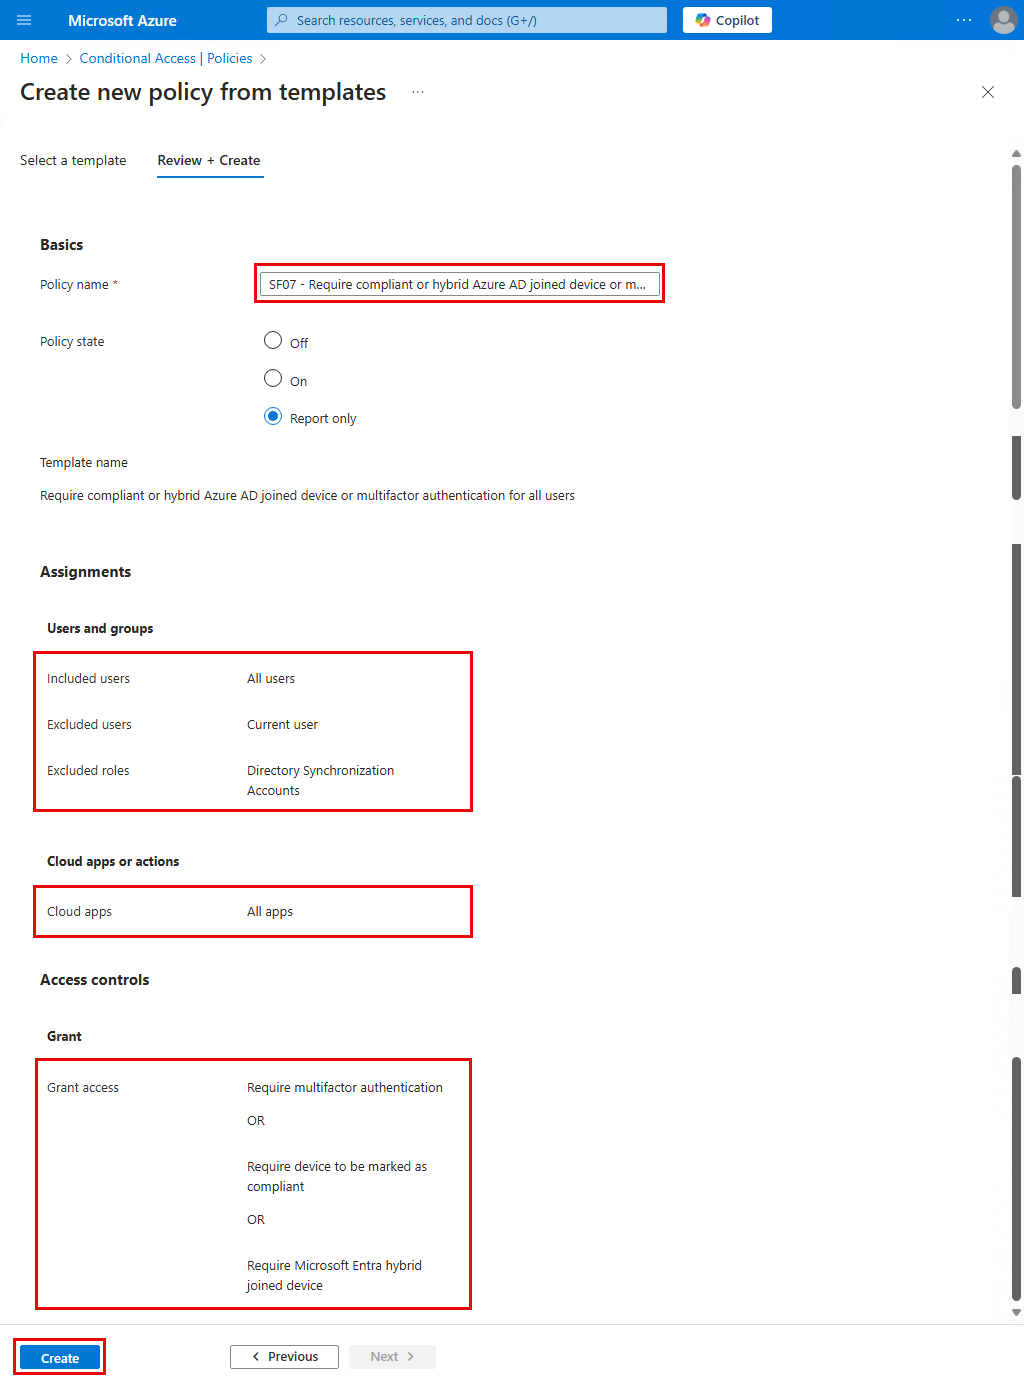 Microsoft Azure
Search resources, services, and docs (G+/)
Copilot
Home > Conditional Access | Policies >
Create new policy from templates ...
Select a template
Review + Create
Basics
Policy name *
SF07 - Require compliant or hybrid Azure AD joined device or m...
Policy state
Off
On
Report only
Template name
Require compliant or hybrid Azure AD joined device or multifactor authentication for all users
Assignments
Users and groups
Included users
All users
Excluded users
Current user
Excluded roles
Directory Synchronization
Accounts
Cloud apps or actions
Cloud apps
All apps
Access controls
Grant
Grant access
Require multifactor authentication
OR
Require device to be marked as
compliant
OR
Require Microsoft Entra hybrid
joined device
Create
< Previous
Next >